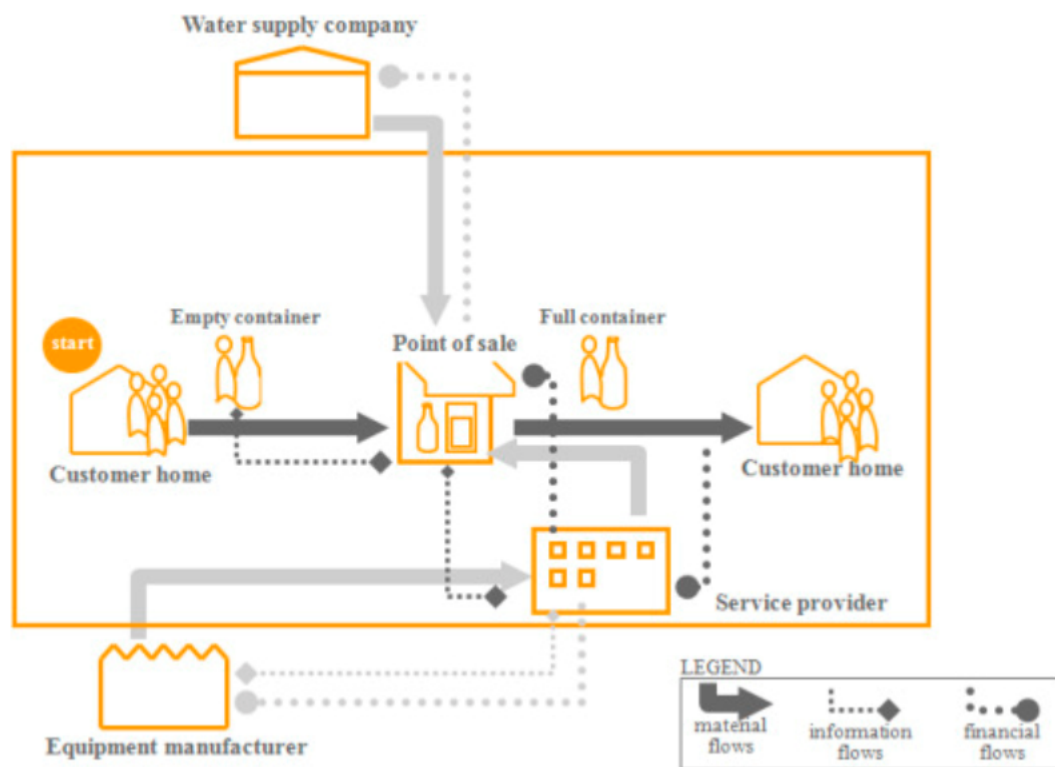 Water supply company
Empty container
Full container
start
Point of sale
Customer home
Customer home
Service provider
Equipment manufacturer
LEGEND
material
flows
information
flows
financial
flows